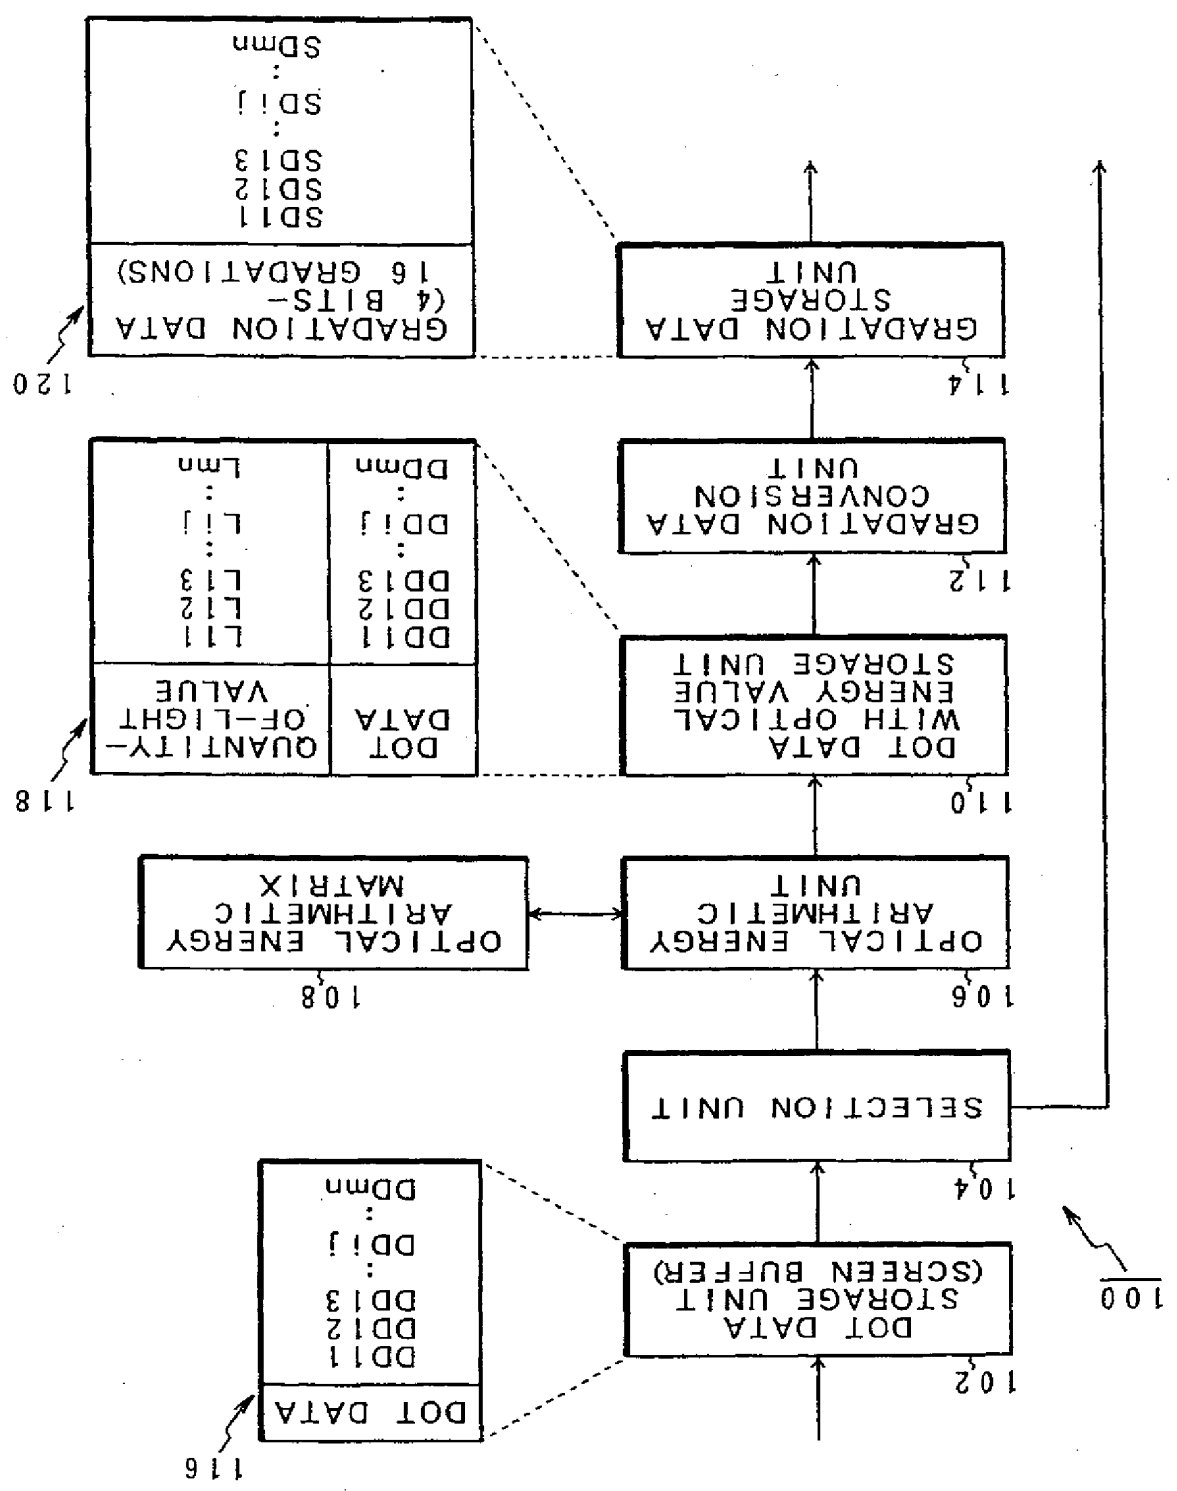 100
102
DOT DATA
STORAGE UNIT
(SCREEN BUFFER)
116
DOT DATA
DD11
DD12
DD13
:
DDij
:
DDmn
104
SELECTION UNIT
106
OPTICAL ENERGY
ARITHMETIC
UNIT
108
OPTICAL ENERGY
ARITHMETIC
MATRIX
110
DOT DATA
WITH OPTICAL
ENERGY VALUE
STORAGE UNIT
118
DOT
DATA
QUANTITY-
OF-LIGHT
VALUE
DD11 L11
DD12 L12
DD13 L13
: :
DDij Lij
: :
DDmn Lmn
112
GRADATION DATA
CONVERSION
UNIT
114
GRADATION DATA
STORAGE
UNIT
120
GRADATION DATA
(4 BITS-
16 GRADATIONS)
SD11
SD12
SD13
:
SDij
:
SDmn